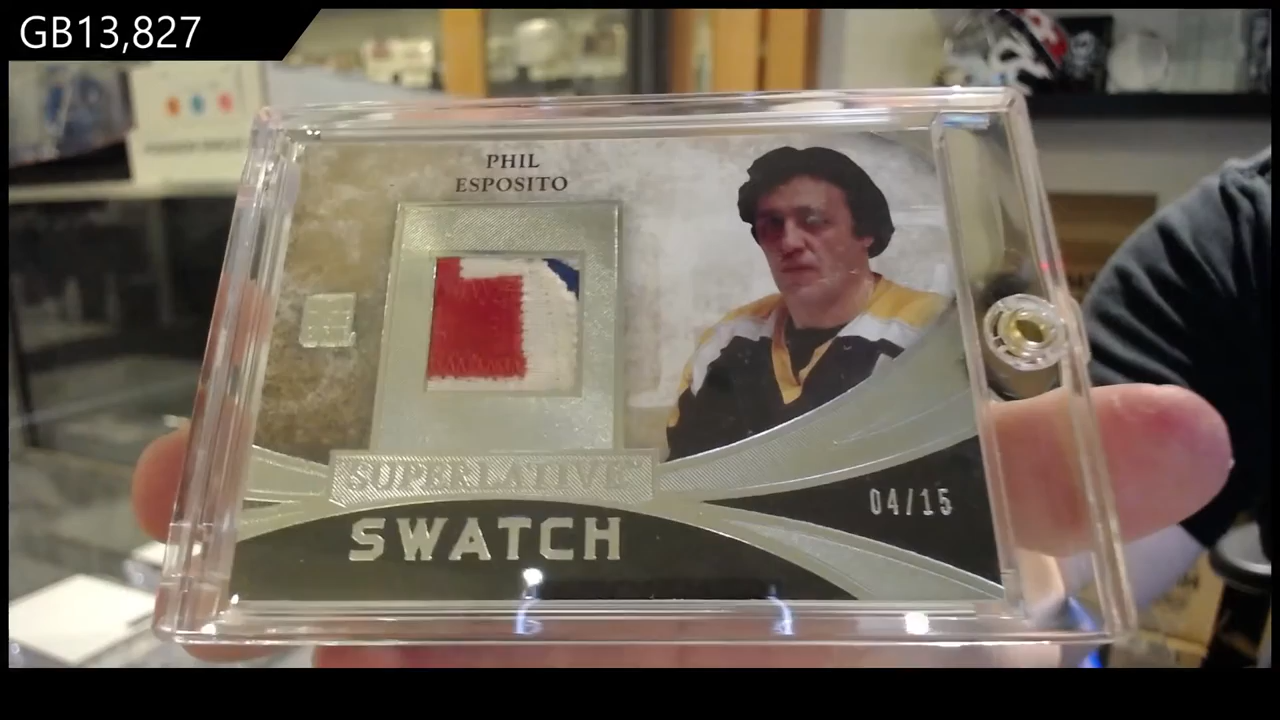 GB13,827
PHIL
ESPOSITO
SUPERLATIVE
SWATCH
04/15